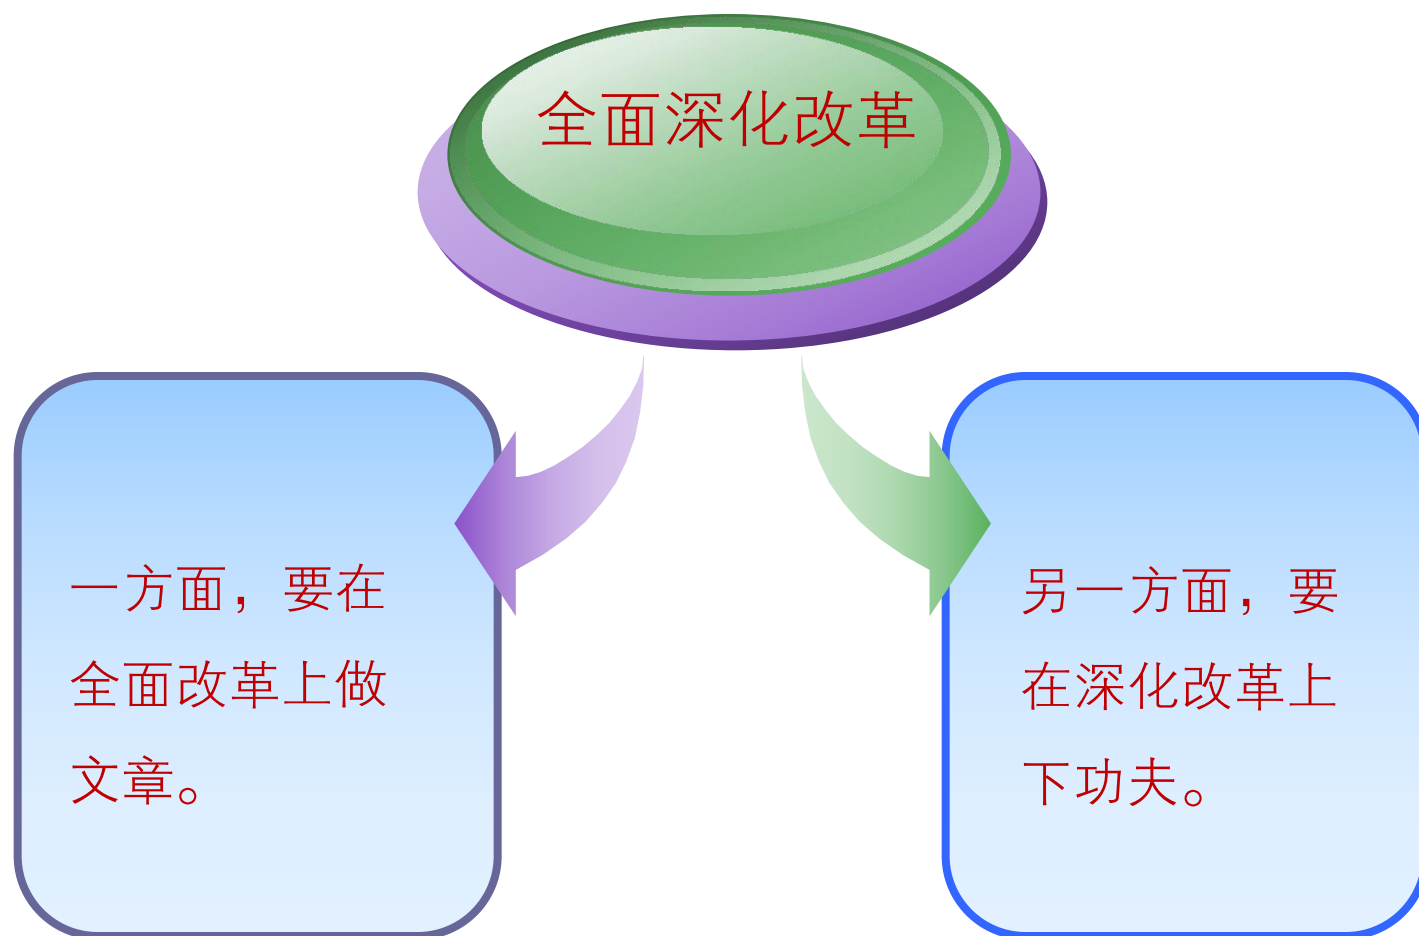 全面深化改革
一方面，要在
全面改革上做
文章。
另一方面，要
在深化改革上
下功夫。